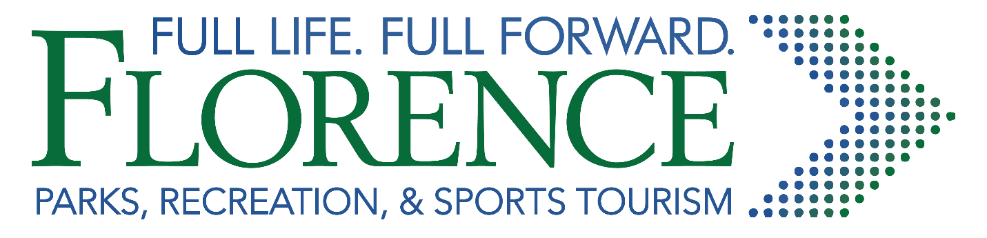 FULL LIFE. FULL FORWARD.
FLORENCE
PARKS, RECREATION, & SPORTS TOURISM